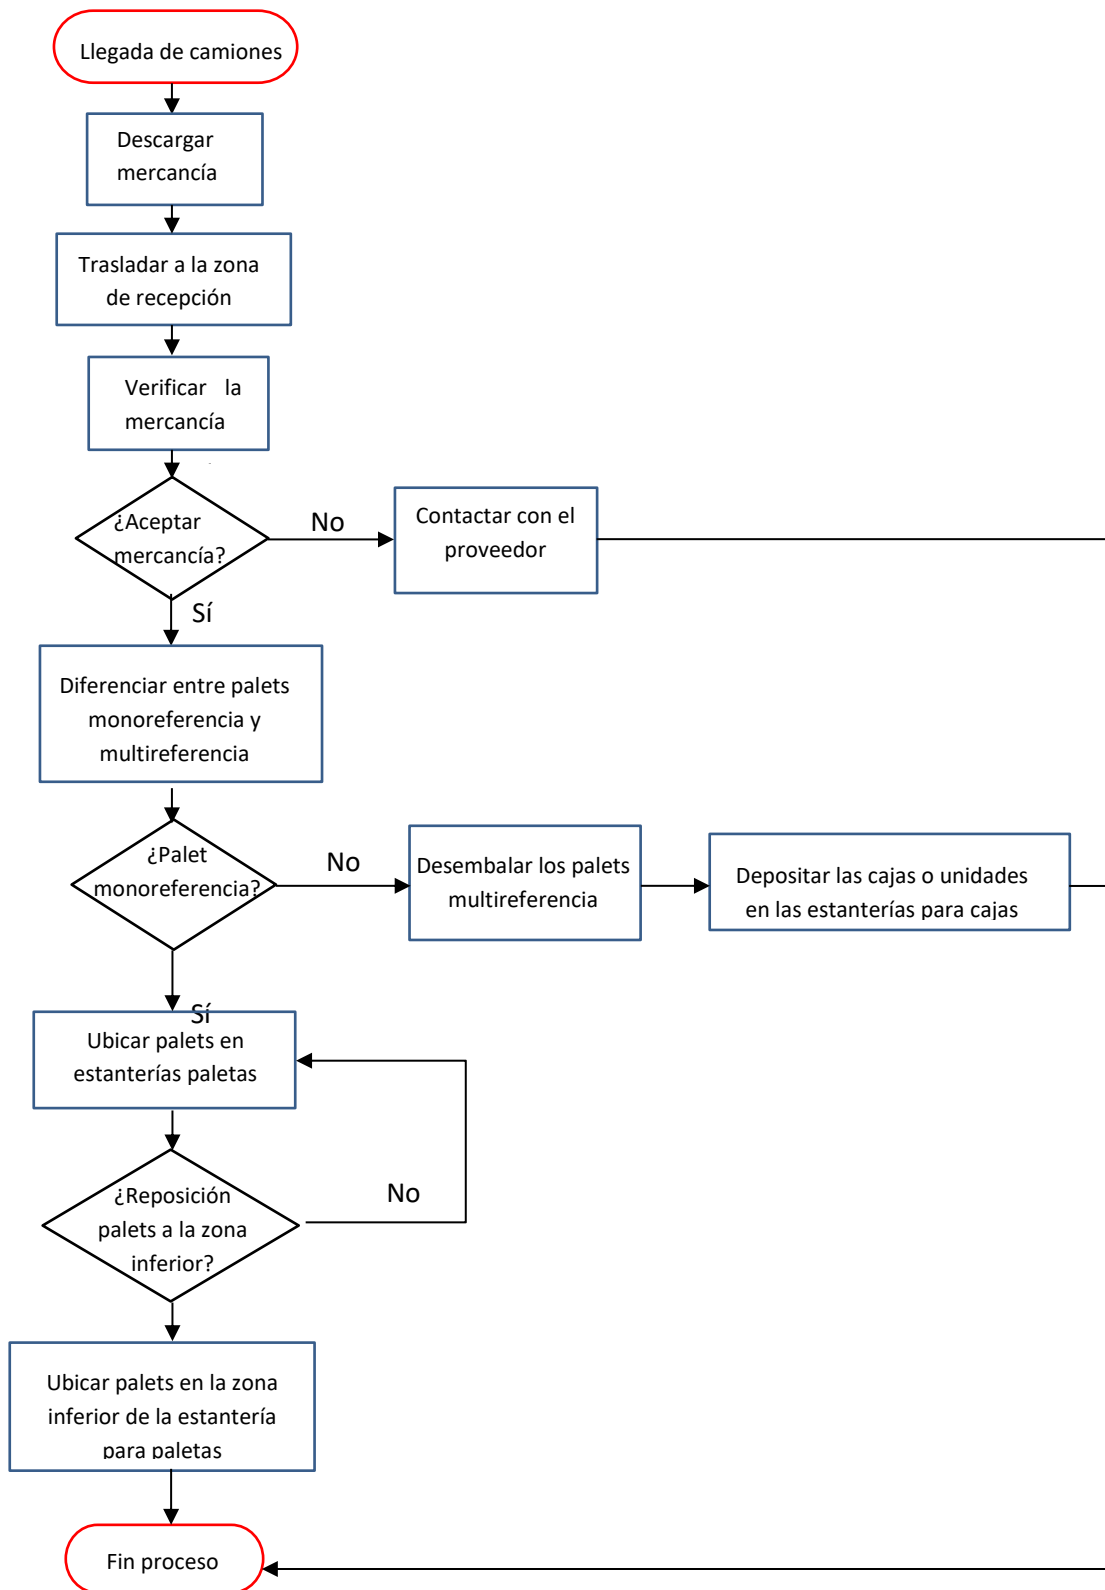 Llegada de camiones
Descargar
mercancía
Trasladar a la zona
de recepción
Verificar la
mercancía
¿Aceptar
mercancía?
No
Contactar con el
proveedor
Sí
Diferenciar entre palets
monoreferencia y
multireferencia
¿Palet
monoreferencia?
No
Desembalar los palets
multireferencia
Depositar las cajas o unidades
en las estanterías para cajas
Sí
Ubicar palets en
estanterías paletas
¿Reposición
palets a la zona
inferior?
No
Ubicar palets en la zona
inferior de la estantería
para paletas
Fin proceso